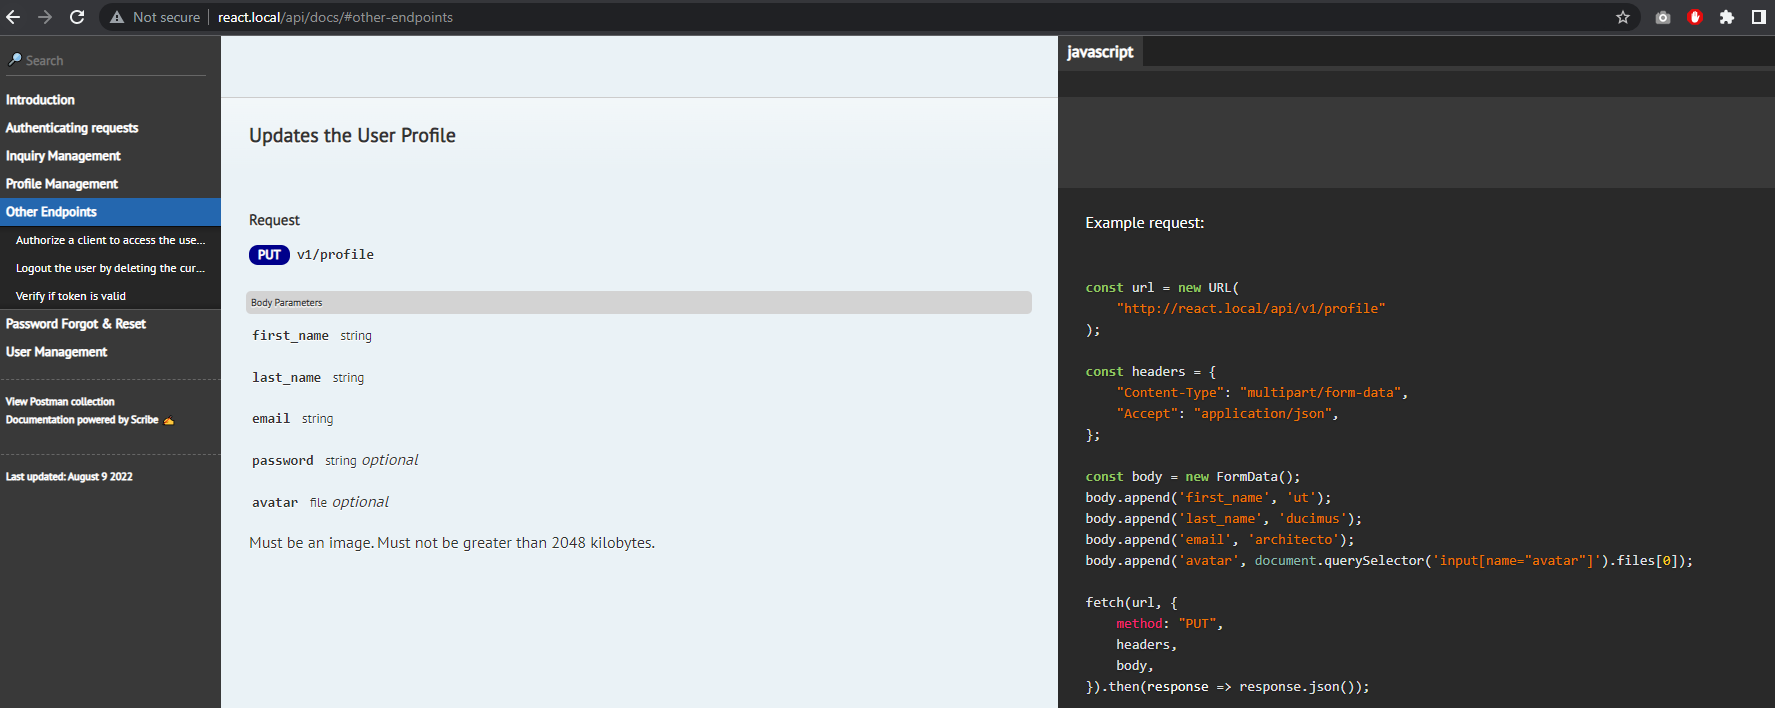 Not secure
react.local/api/docs/#other-endpoints
Search
Introduction
Authenticating requests
Inquiry Management
Profile Management
Other Endpoints
Authorize a client to access the use...
Logout the user by deleting the cur...
Verify if token is valid
Password Forgot & Reset
User Management
View Postman collection
Documentation powered by Scribe ✍
Last updated: August 9 2022
Updates the User Profile
Request
PUT v1/profile
Body Parameters
first_name string
last_name string
email string
password string optional
avatar file optional
Must be an image. Must not be greater than 2048 kilobytes.
javascript
Example request:
const url = new URL(
    "http://react.local/api/v1/profile"
);
const headers = {
    "Content-Type": "multipart/form-data",
    "Accept": "application/json",
};
const body = new FormData();
body.append('first_name', 'ut');
body.append('last_name', 'ducimus');
body.append('email', 'architecto');
body.append('avatar', document.querySelector('input[name="avatar"]').files[0]);
fetch(url, {
    method: "PUT",
    headers,
    body,
}).then(response => response.json());